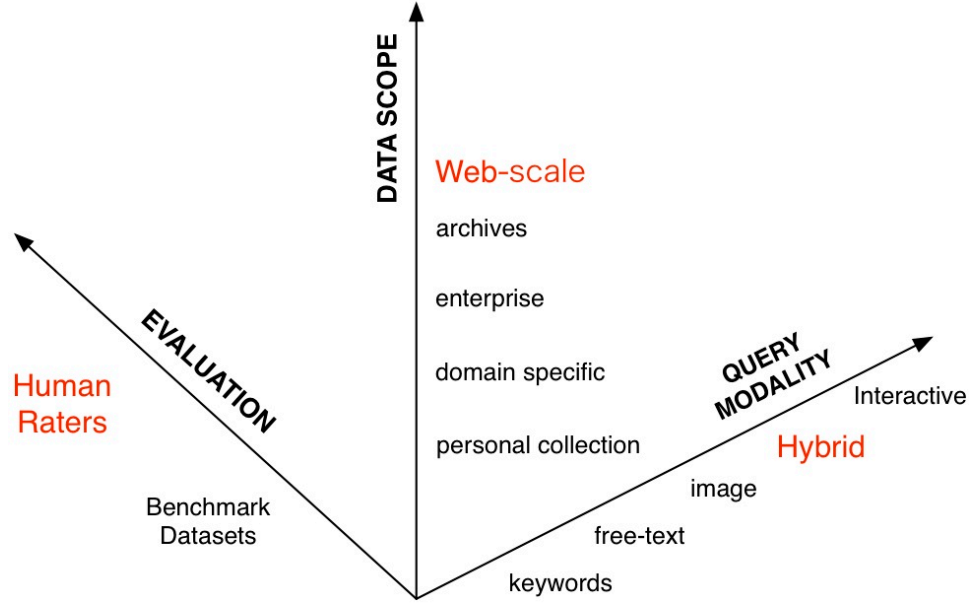 DATA SCOPE
Web-scale
archives
enterprise
domain specific
personal collection
EVALUATION
Human
Raters
Benchmark
Datasets
QUERY
MODALITY
Interactive
Hybrid
image
free-text
keywords